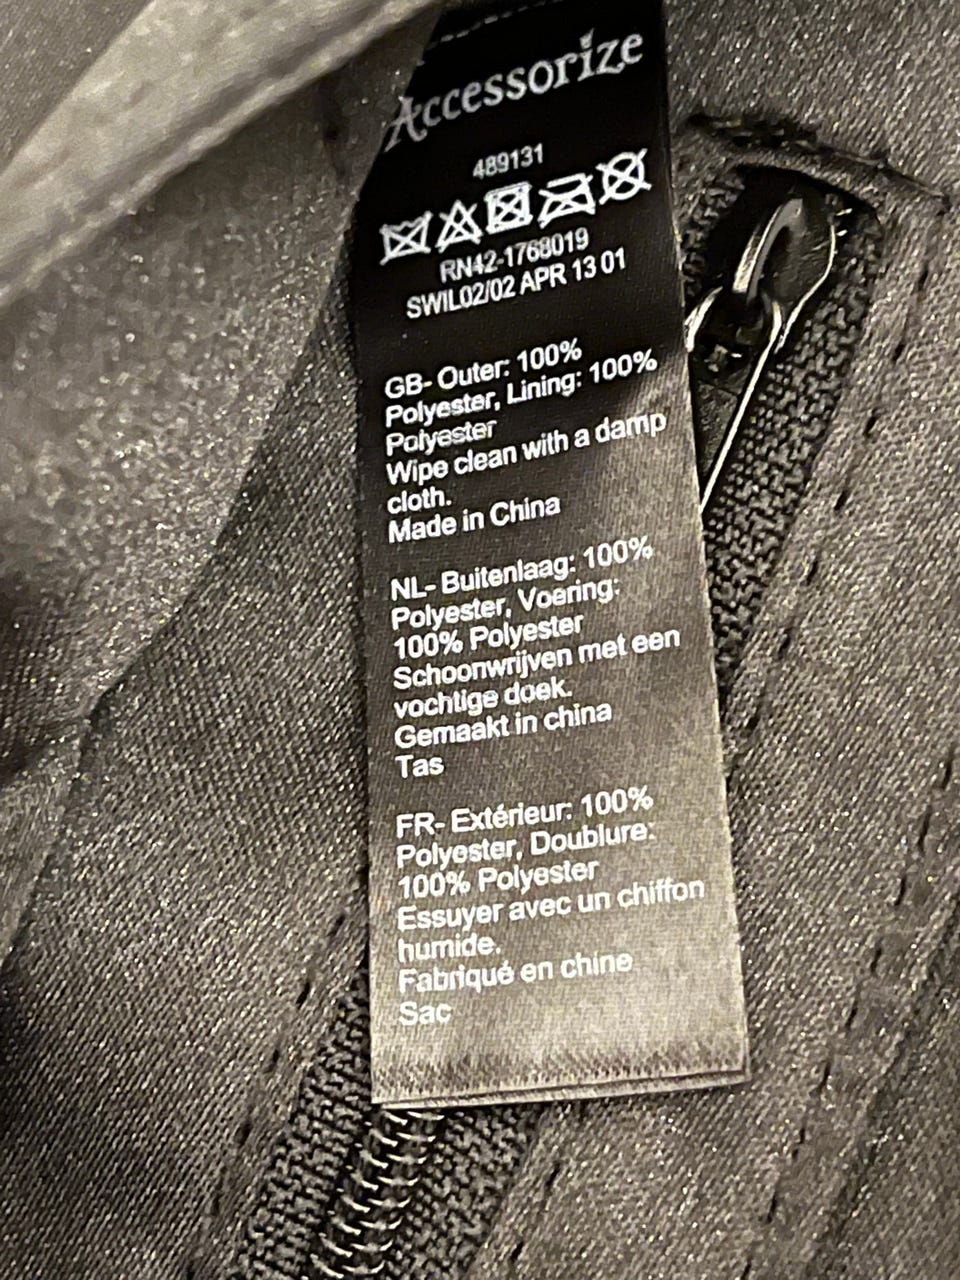 Accessorize
489131
RN42-1768019
SWIL02/02 APR 13 01
GB- Outer: 100%
Polyester, Lining: 100%
Polyester
Wipe clean with a damp
cloth.
Made in China
NL- Buitenlaag: 100%
Polyester, Voering:
100% Polyester
Schoonwrijven met een
vochtige doek.
Gemaakt in china
Tas
FR- Extérieur: 100%
Polyester, Doublure:
100% Polyester
Essuyer avec un chiffon
humide.
Fabriqué en chine
Sac